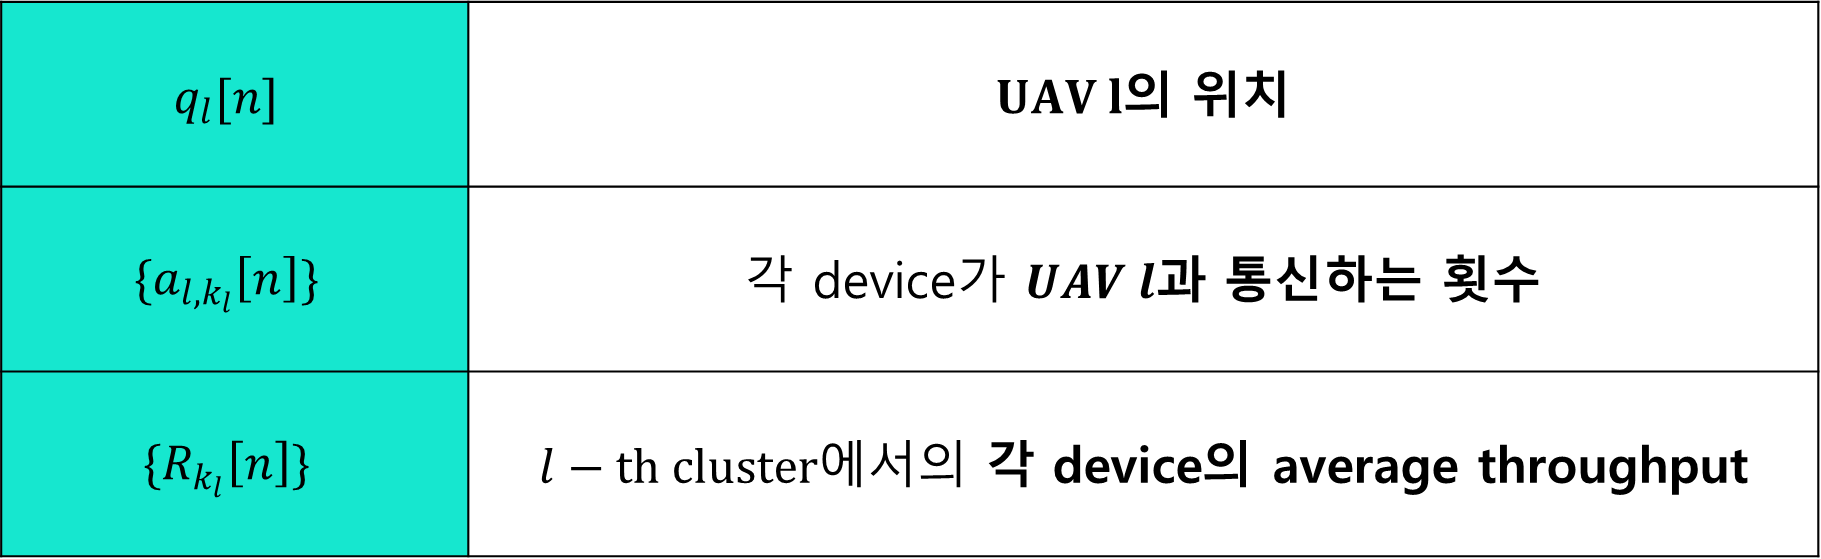 q_l[n]
UAV l의 위치
{a_{l,k_l}[n]}
각 device가 UAV l과 통신하는 횟수
{R_{k_l}[n]}
l − th cluster에서의 각 device의 average throughput